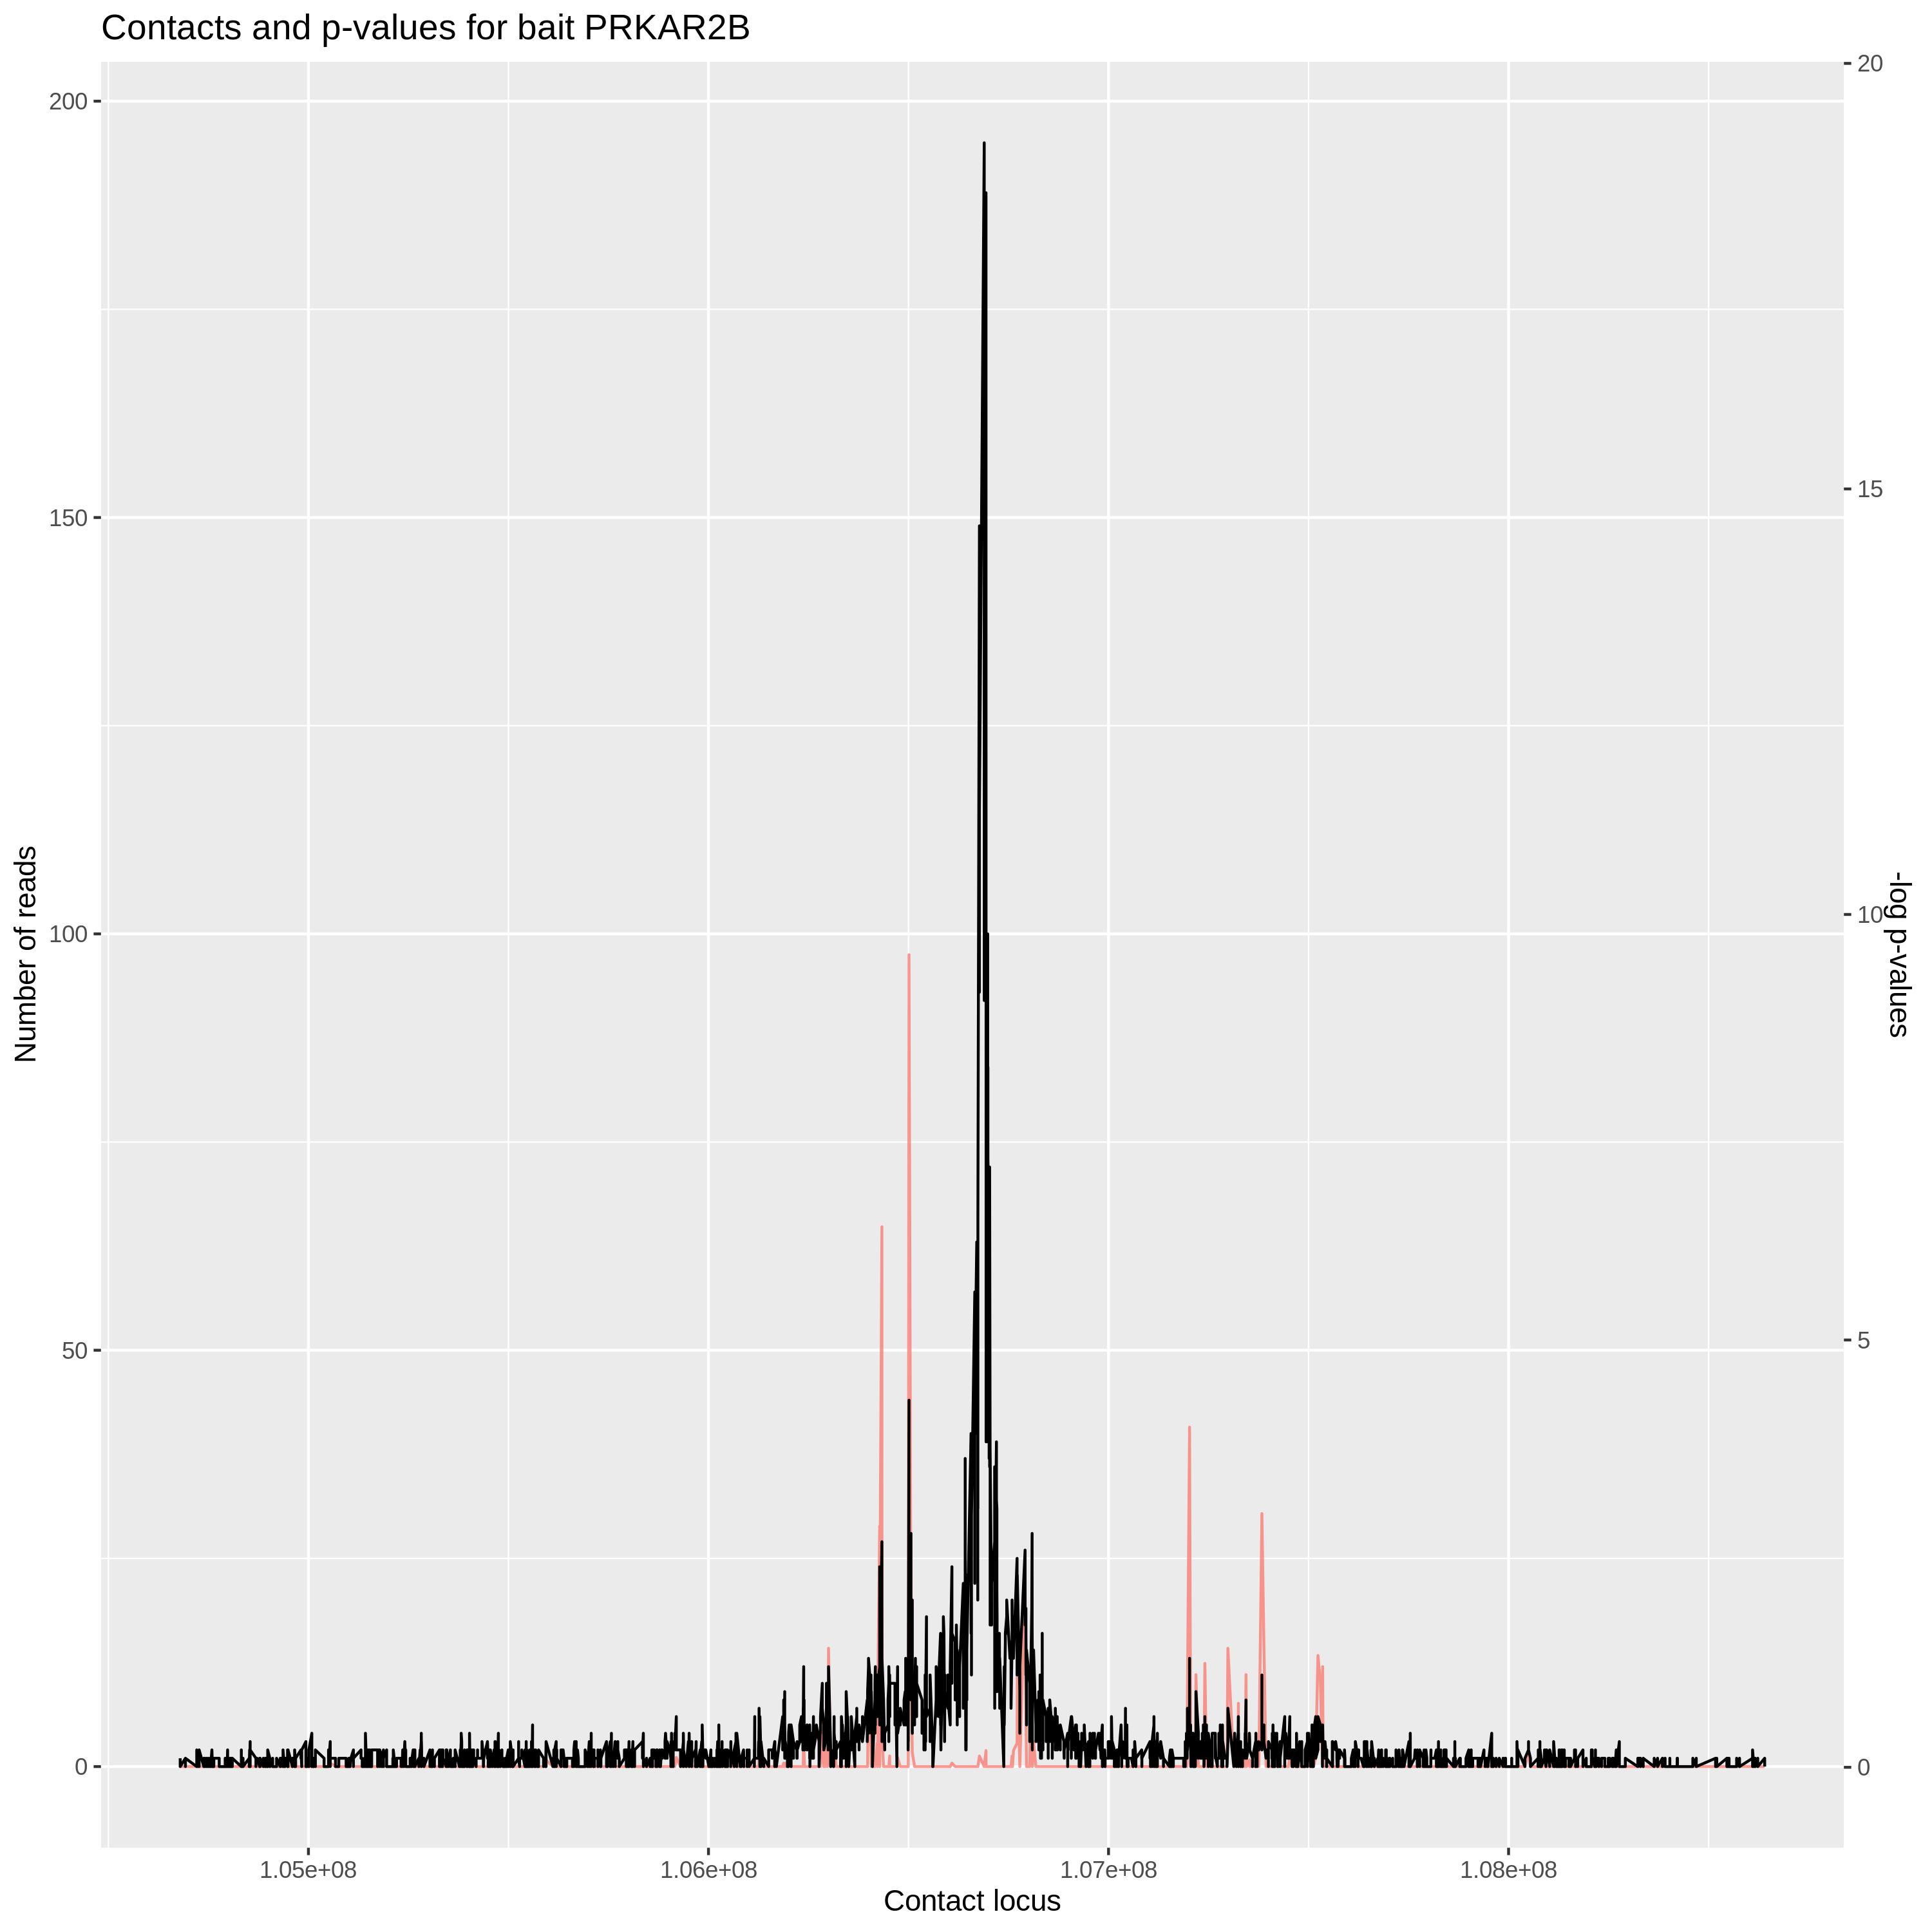 Contacts and p-values for bait PRKAR2B
200
150
100
50
0
Number of reads
20
15
10
5
0
-log p-values
1.05e+08
1.06e+08
1.07e+08
1.08e+08
Contact locus